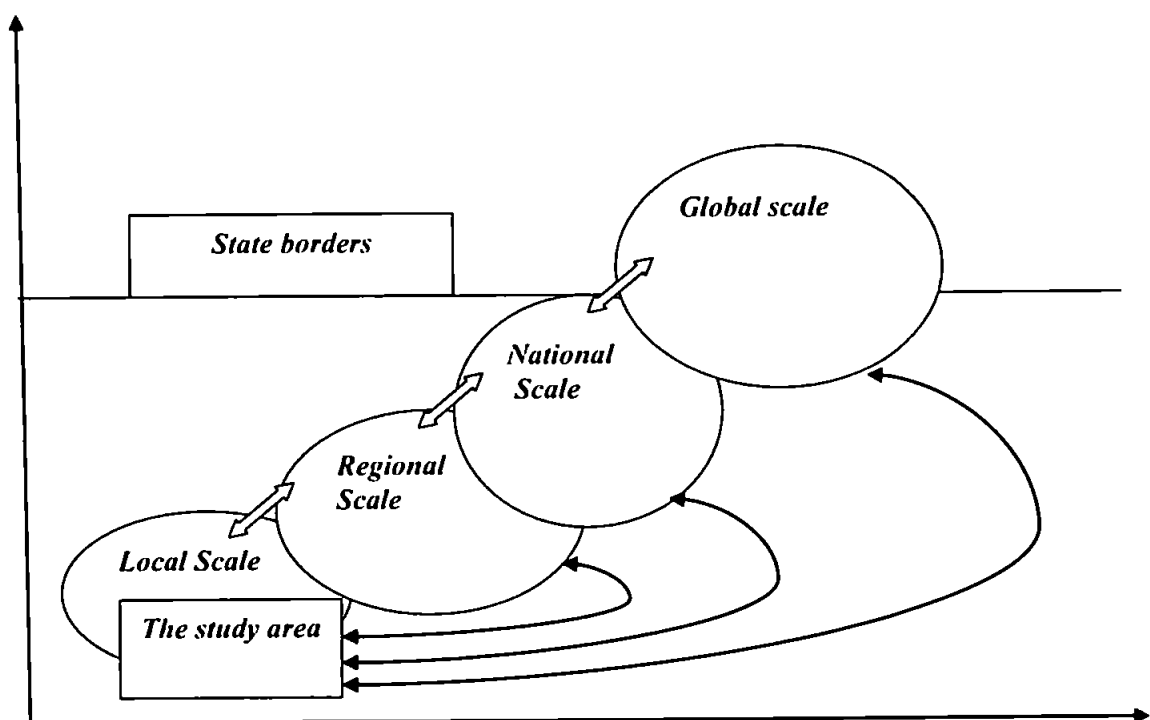 Global scale
State borders
National
Scale
Regional
Scale
Local Scale
The study area